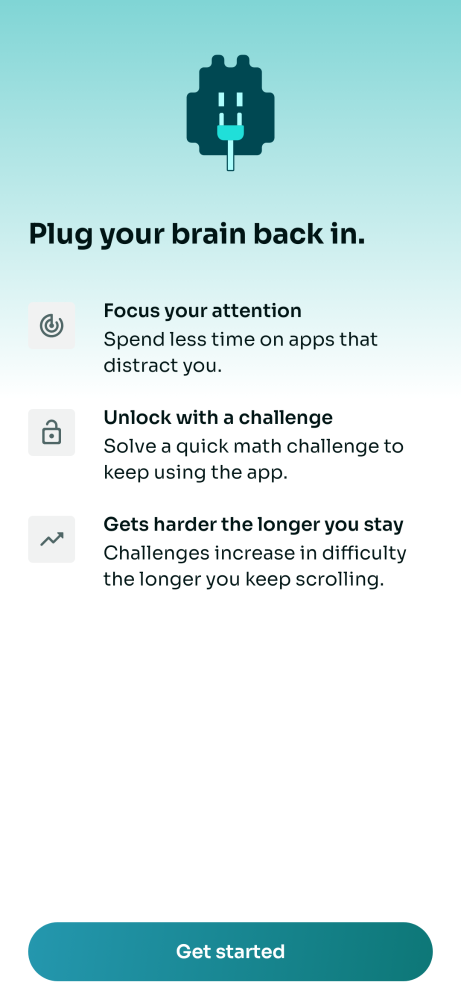 Plug your brain back in.
Focus your attention
Spend less time on apps that
distract you.
Unlock with a challenge
Solve a quick math challenge to
keep using the app.
Gets harder the longer you stay
Challenges increase in difficulty
the longer you keep scrolling.
Get started